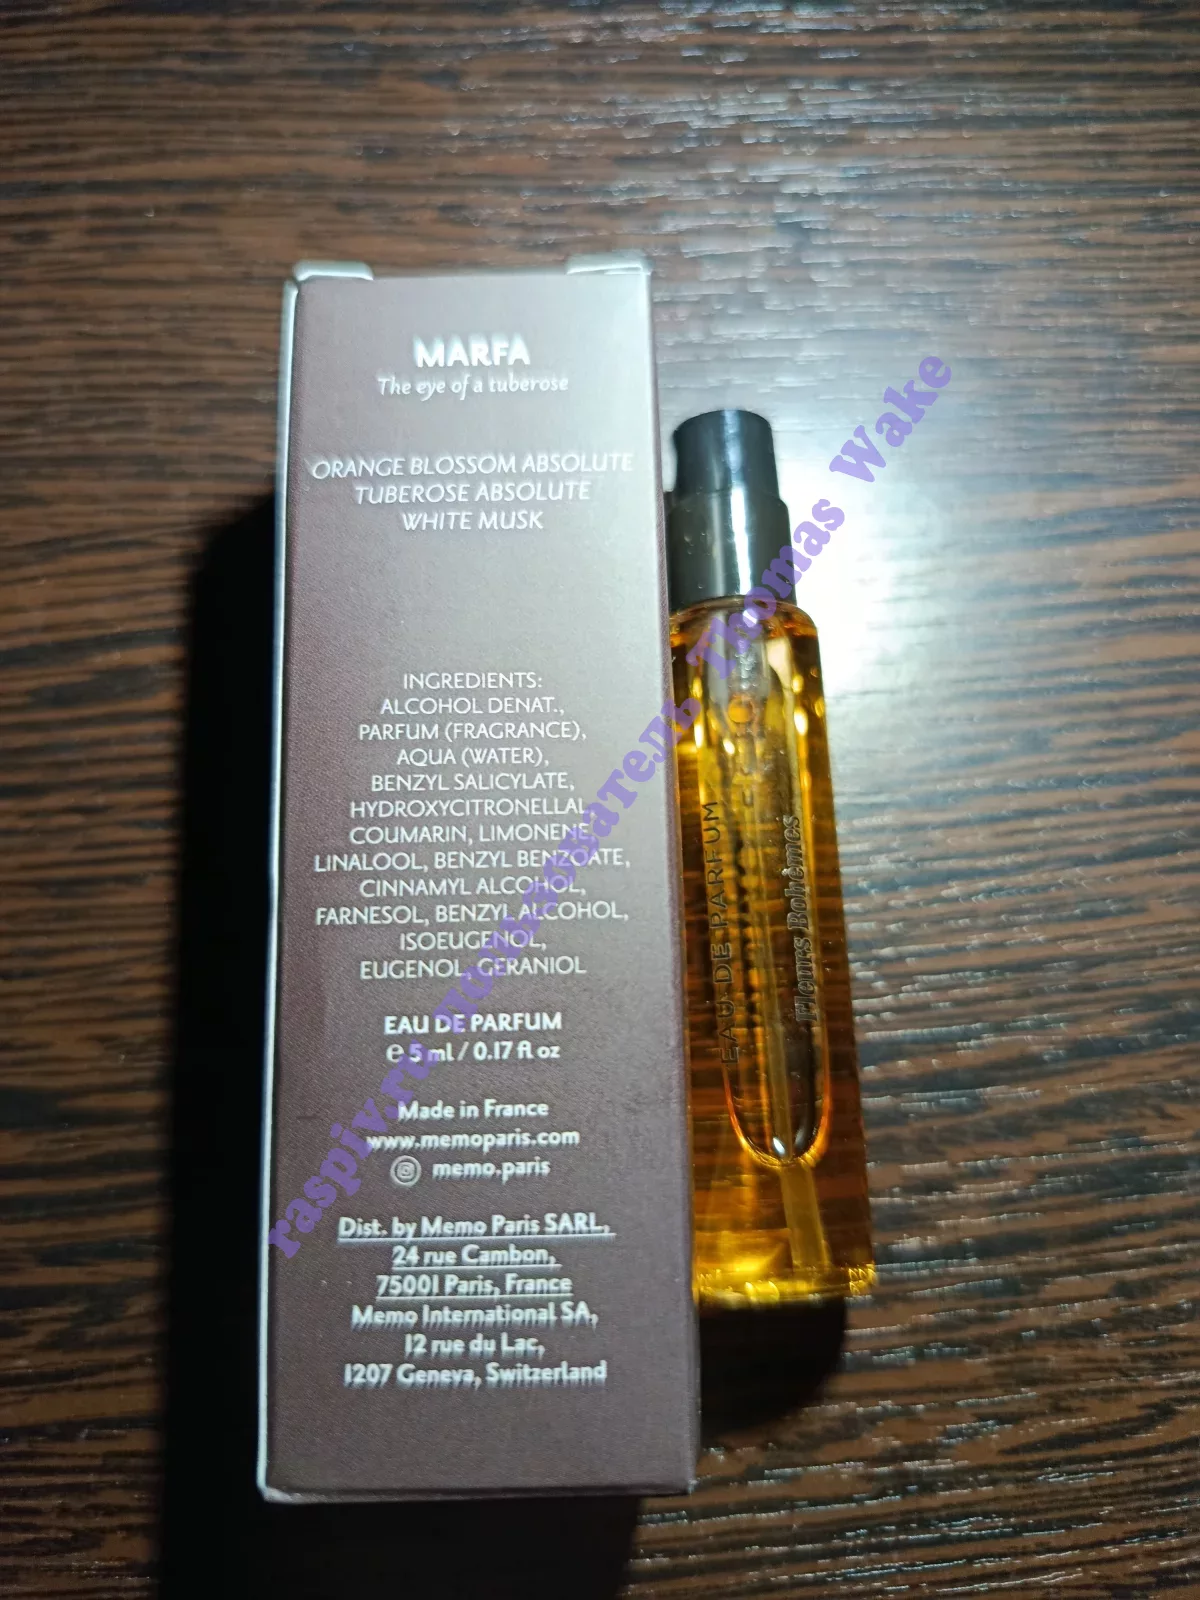 MARFA
The eye of a tuberose
ORANGE BLOSSOM ABSOLUTE
TUBEROSE ABSOLUTE
WHITE MUSK
INGREDIENTS:
ALCOHOL DENAT.,
PARFUM (FRAGRANCE),
AQUA (WATER),
BENZYL SALICYLATE,
HYDROXYCITRONELLAL,
COUMARIN, LIMONENE,
LINALOOL, BENZYL BENZOATE,
CINNAMYL ALCOHOL,
FARNESOL, BENZYL ALCOHOL,
ISOEUGENOL,
EUGENOL, GERANIOL
EAU DE PARFUM
e 5 ml / 0.17 fl oz
Made in France
www.memoparis.com
memo.paris
Dist. by Memo Paris SARL,
24 rue Cambon,
75001 Paris, France
Memo International SA,
12 rue du Lac,
1207 Geneva, Switzerland
EAU DE PARFUM
Fleurs Bohèmes
raspiv.ru пользователь Thomas Wake